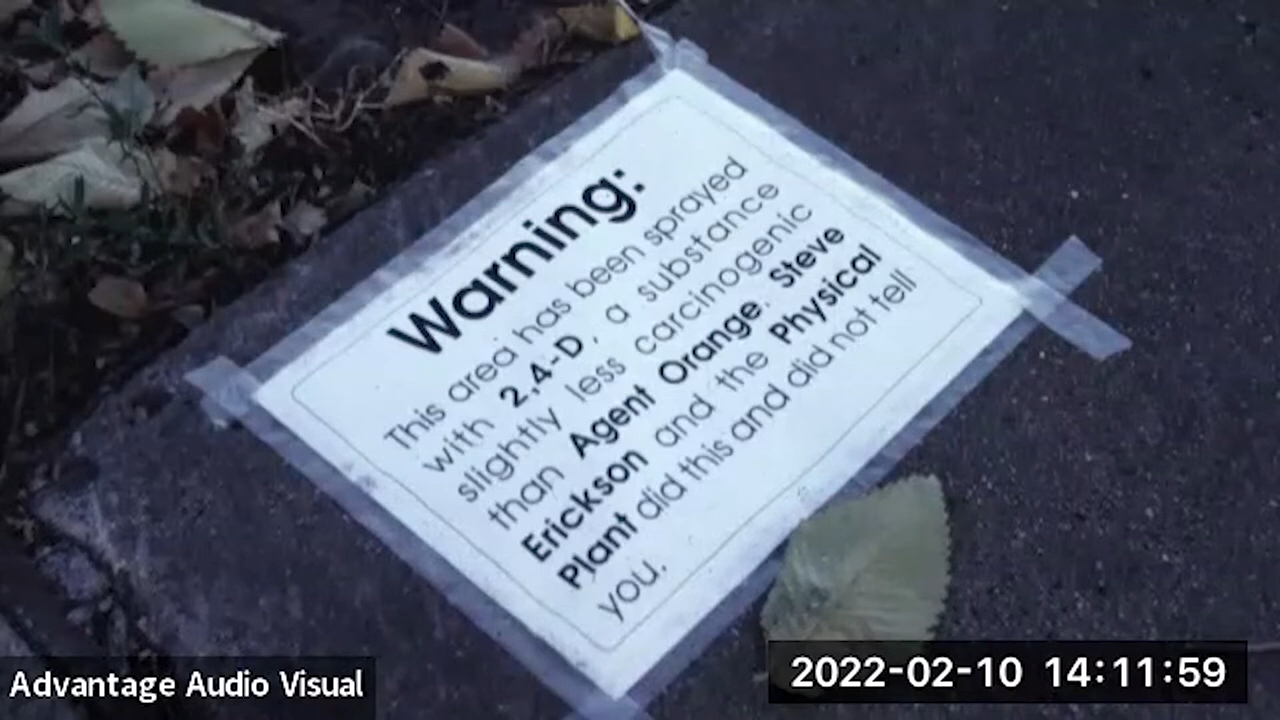 Warning:
This area has been sprayed
with 2,4-D, a substance
slightly less carcinogenic
than Agent Orange. Steve
Erickson and the Physical
Plant did this and did not tell
you.
Advantage Audio Visual
2022-02-10 14:11:59